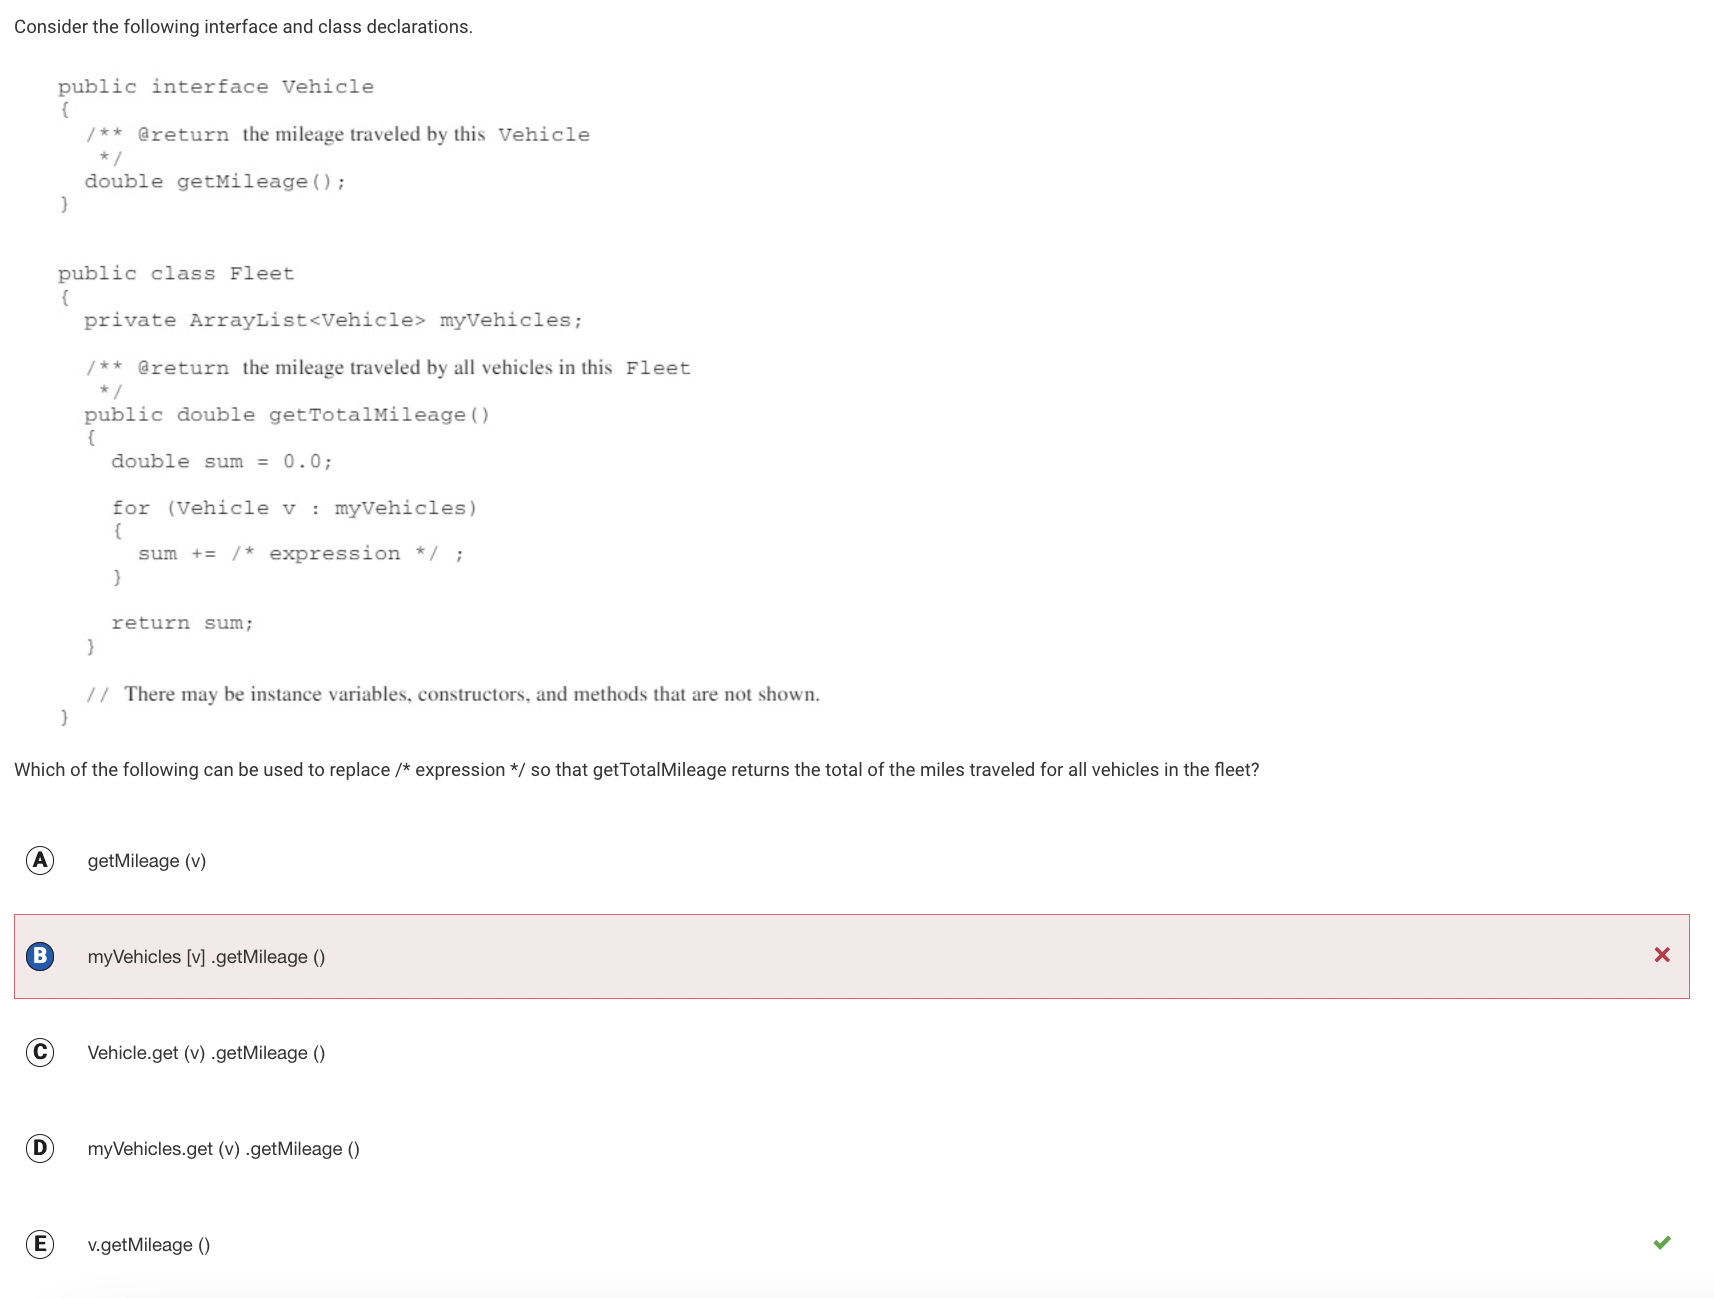 Consider the following interface and class declarations.
public interface Vehicle
{
/** @return the mileage traveled by this Vehicle
*/
double getMileage();
}
public class Fleet
{
private ArrayList<Vehicle> myVehicles;
/** @return the mileage traveled by all vehicles in this Fleet
*/
public double getTotalMileage()
{
double sum = 0.0;
for (Vehicle v : myVehicles)
{
sum += /* expression */ ;
}
return sum;
}
// There may be instance variables, constructors, and methods that are not shown.
}
Which of the following can be used to replace /* expression */ so that getTotalMileage returns the total of the miles traveled for all vehicles in the fleet?
A getMileage (v)
B myVehicles [v] .getMileage ()
C Vehicle.get (v) .getMileage ()
D myVehicles.get (v) .getMileage ()
E v.getMileage ()